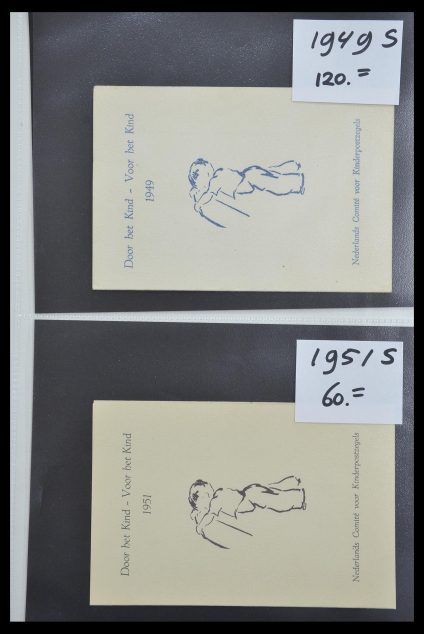 1949 S
120.=
Door het Kind - Voor het Kind
1949
Nederlands Comité voor Kinderpostzegels
1951 S
60.=
Door het Kind - Voor het Kind
1951
Nederlands Comité voor Kinderpostzegels